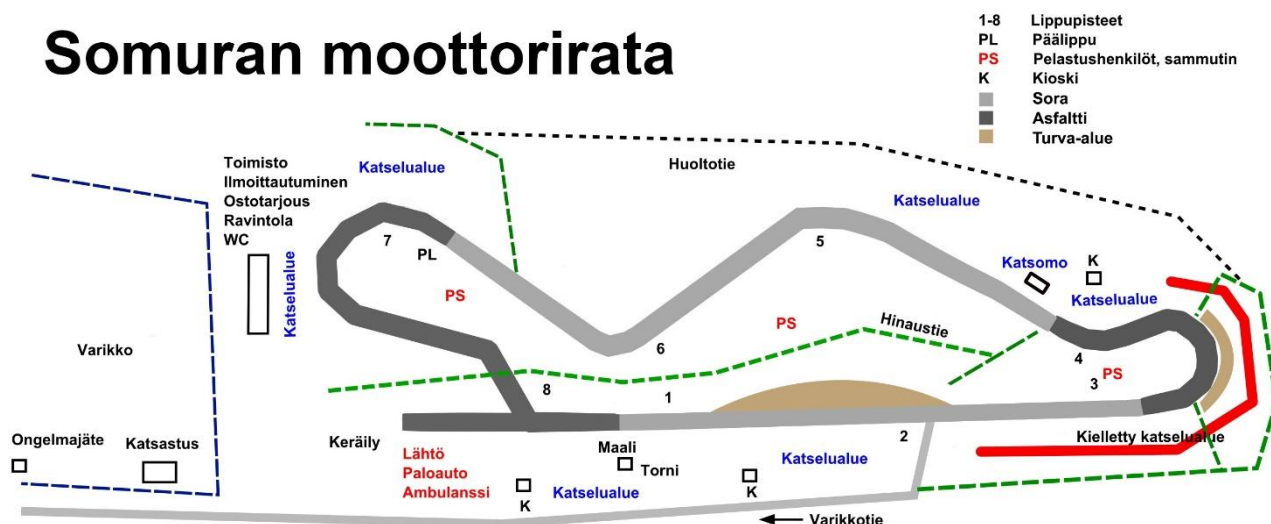 Somuran moottorirata
1-8 Lippupisteet
PL Päälippu
PS Pelastushenkilöt, sammutin
K Kioski
Sora
Asfaltti
Turva-alue
Toimisto
Ilmoittautuminen
Ostotarjous
Ravintola
WC
Katselualue
Katselualue
Huoltotie
Katselualue
7
PL
5
Katsomo
K
Katselualue
PS
PS
Hinaustie
Varikko
6
4
PS
3
8
1
2
Kielletty katselualue
Ongelmajäte
Katsastus
Keräily
Lähtö
Paloauto
Ambulanssi
Maali
Torni
Katselualue
K
Katselualue
K
Varikkotie